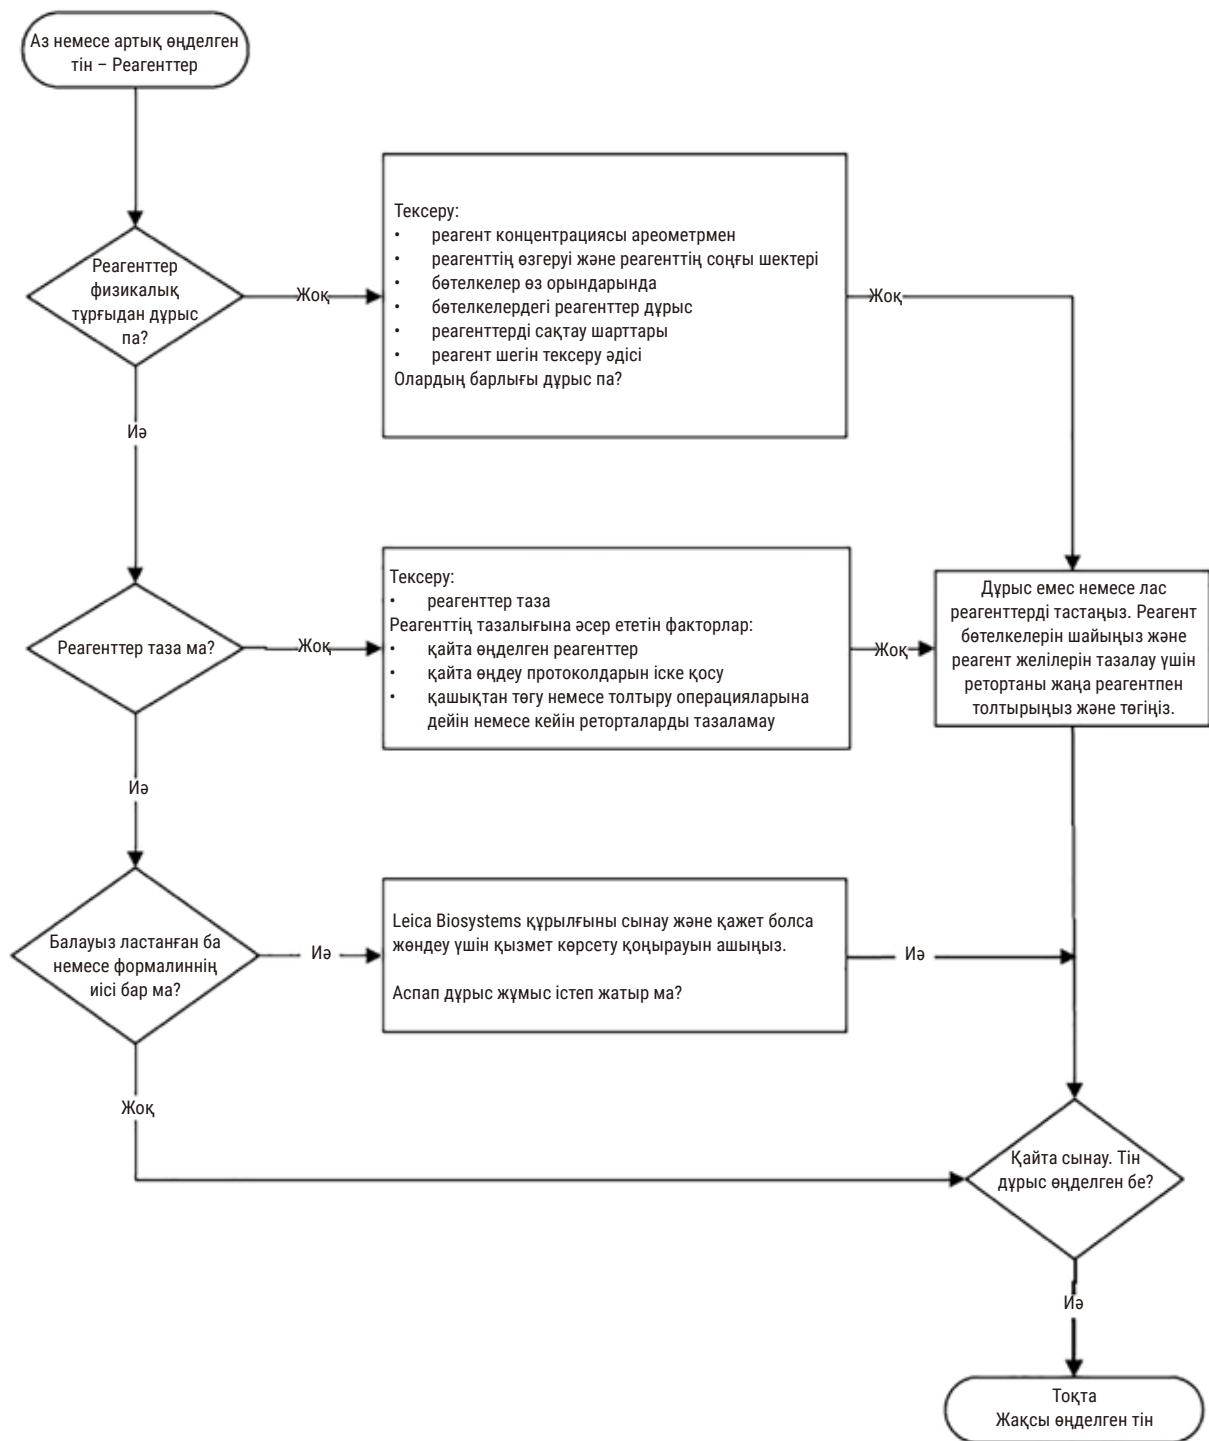 Аз немесе артық өңделген
тін – Реагенттер
Реагенттер
физикалық
тұрғыдан дұрыс
па?
Жоқ
Тексеру:
• реагент концентрациясы ареометрмен
• реагенттің өзгеруі және реагенттің соңғы шектері
• бөтелкелер өз орындарында
• бөтелкелердегі реагенттер дұрыс
• реагенттерді сақтау шарттары
• реагент шегін тексеру әдісі
Олардың барлығы дұрыс па?
Жоқ
Иә
Реагенттер таза ма?
Жоқ
Тексеру:
• реагенттер таза
Реагенттің тазалығына әсер ететін факторлар:
• қайта өңделген реагенттер
• қайта өңдеу протоколдарын іске қосу
• қашықтан төгу немесе толтыру операцияларына
дейін немесе кейін реторталарды тазаламау
Жоқ
Дұрыс емес немесе лас
реагенттерді тастаңыз. Реагент
бөтелкелерін шайыңыз және
реагент желілерін тазалау үшін
ретортаны жаңа реагентпен
толтырыңыз және төгіңіз.
Иә
Балауыз ластанған ба
немесе формалиннің
иісі бар ма?
Иә
Leica Biosystems құрылғыны сынау және қажет болса
жөндеу үшін қызмет көрсету қоңырауын ашыңыз.
Аспап дұрыс жұмыс істеп жатыр ма?
Иә
Жоқ
Қайта сынау. Тін
дұрыс өңделген бе?
Иә
Тоқта
Жақсы өңделген тін